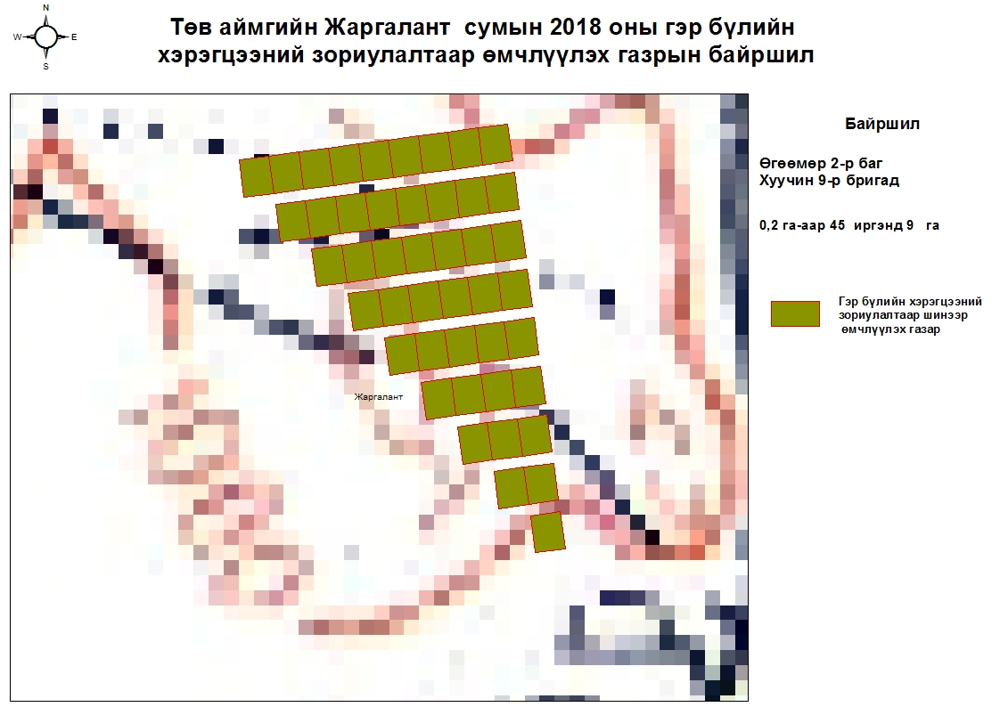 N
W
E
S
Төв аймгийн Жаргалант сумын 2018 оны гэр бүлийн
хэрэгцээний зориулалтаар өмчлүүлэх газрын байршил
Байршил
Өгөөмөр 2-р баг
Хуучин 9-р бригад
0,2 га-аар 45 иргэнд 9 га
Гэр бүлийн хэрэгцээний
зориулалтаар шинээр
өмчлүүлэх газар
Жаргалант